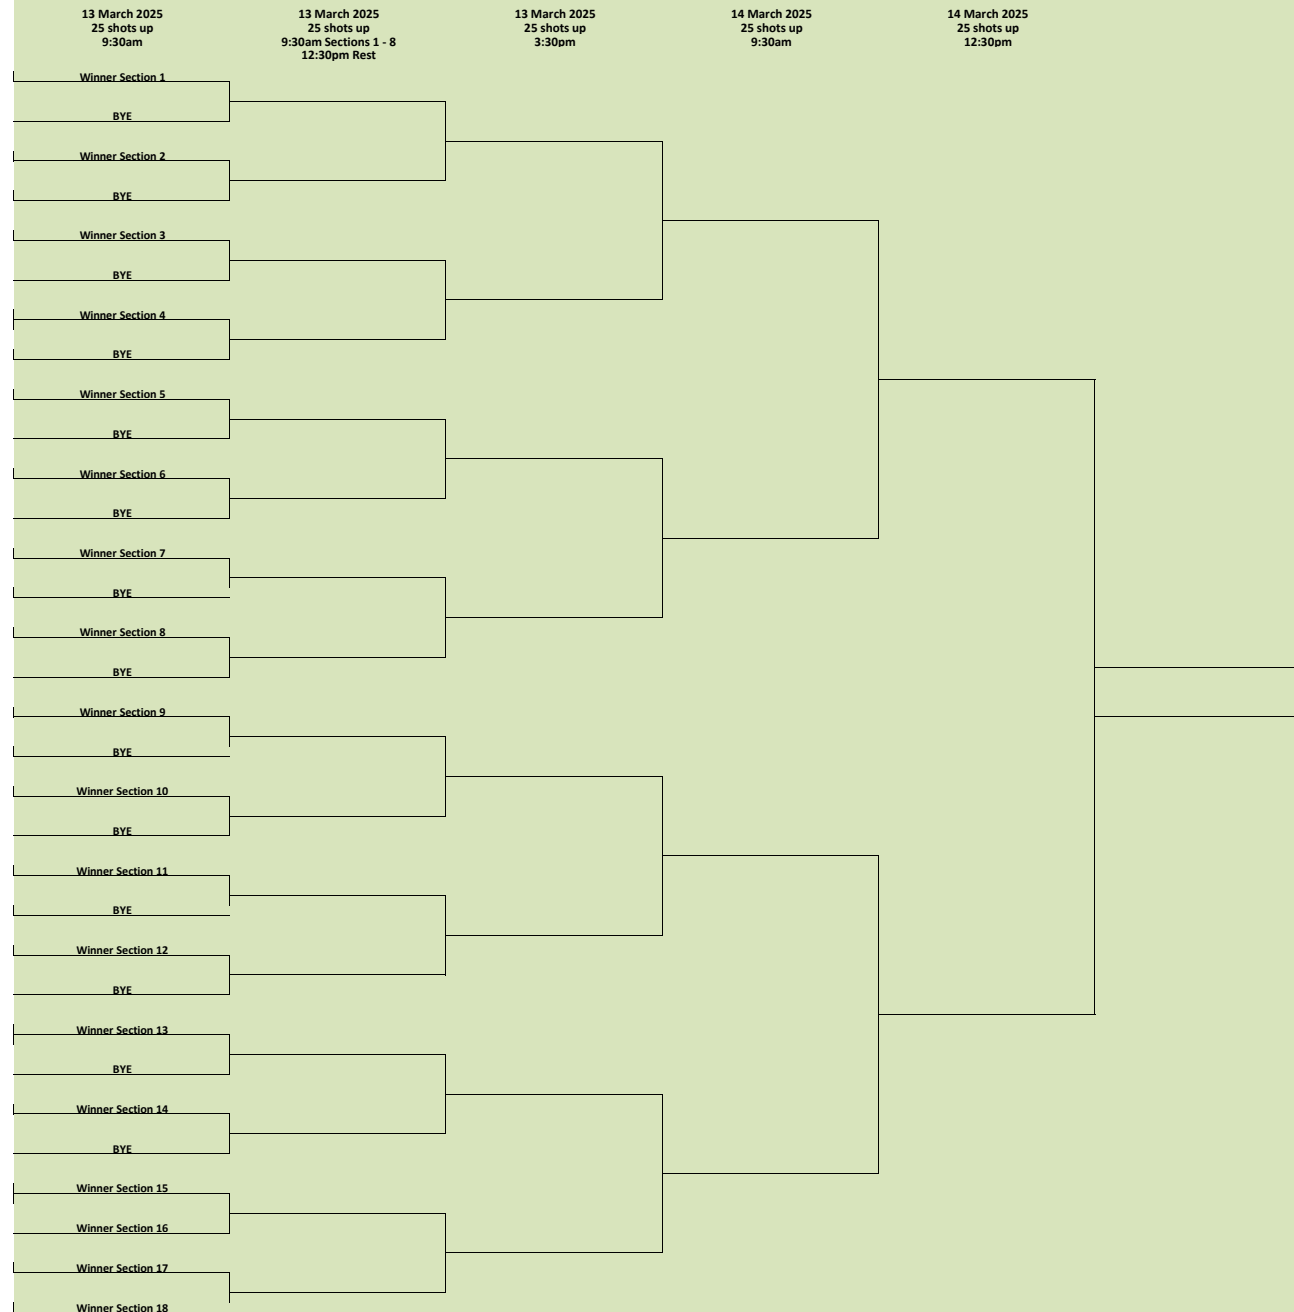 13 March 2025
25 shots up
9:30am
13 March 2025
25 shots up
9:30am Sections 1 - 8
12:30pm Rest
13 March 2025
25 shots up
3:30pm
14 March 2025
25 shots up
9:30am
14 March 2025
25 shots up
12:30pm
Winner Section 1
BYE
Winner Section 2
BYE
Winner Section 3
BYE
Winner Section 4
BYE
Winner Section 5
BYE
Winner Section 6
BYE
Winner Section 7
BYE
Winner Section 8
BYE
Winner Section 9
BYE
Winner Section 10
BYE
Winner Section 11
BYE
Winner Section 12
BYE
Winner Section 13
BYE
Winner Section 14
BYE
Winner Section 15
Winner Section 16
Winner Section 17
Winner Section 18